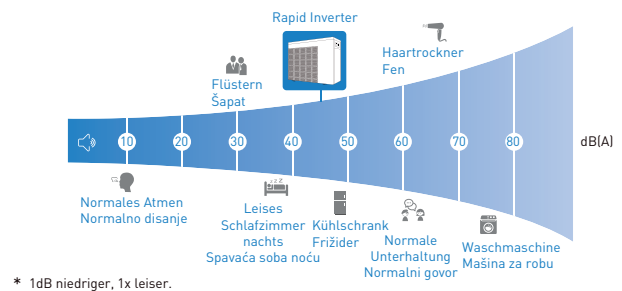 Rapid Inverter
Haartrockner
Fen
Flüstern
Šapat
10 20 30 40 50 60 70 80 dB(A)
Normales Atmen
Normalno disanje
Leises
Schlafzimmer
nachts
Spavaća soba noću
Kühlschrank
Frižider
Normale
Unterhaltung
Normalni govor
Waschmaschine
Mašina za robu
* 1dB niedriger, 1x leiser.